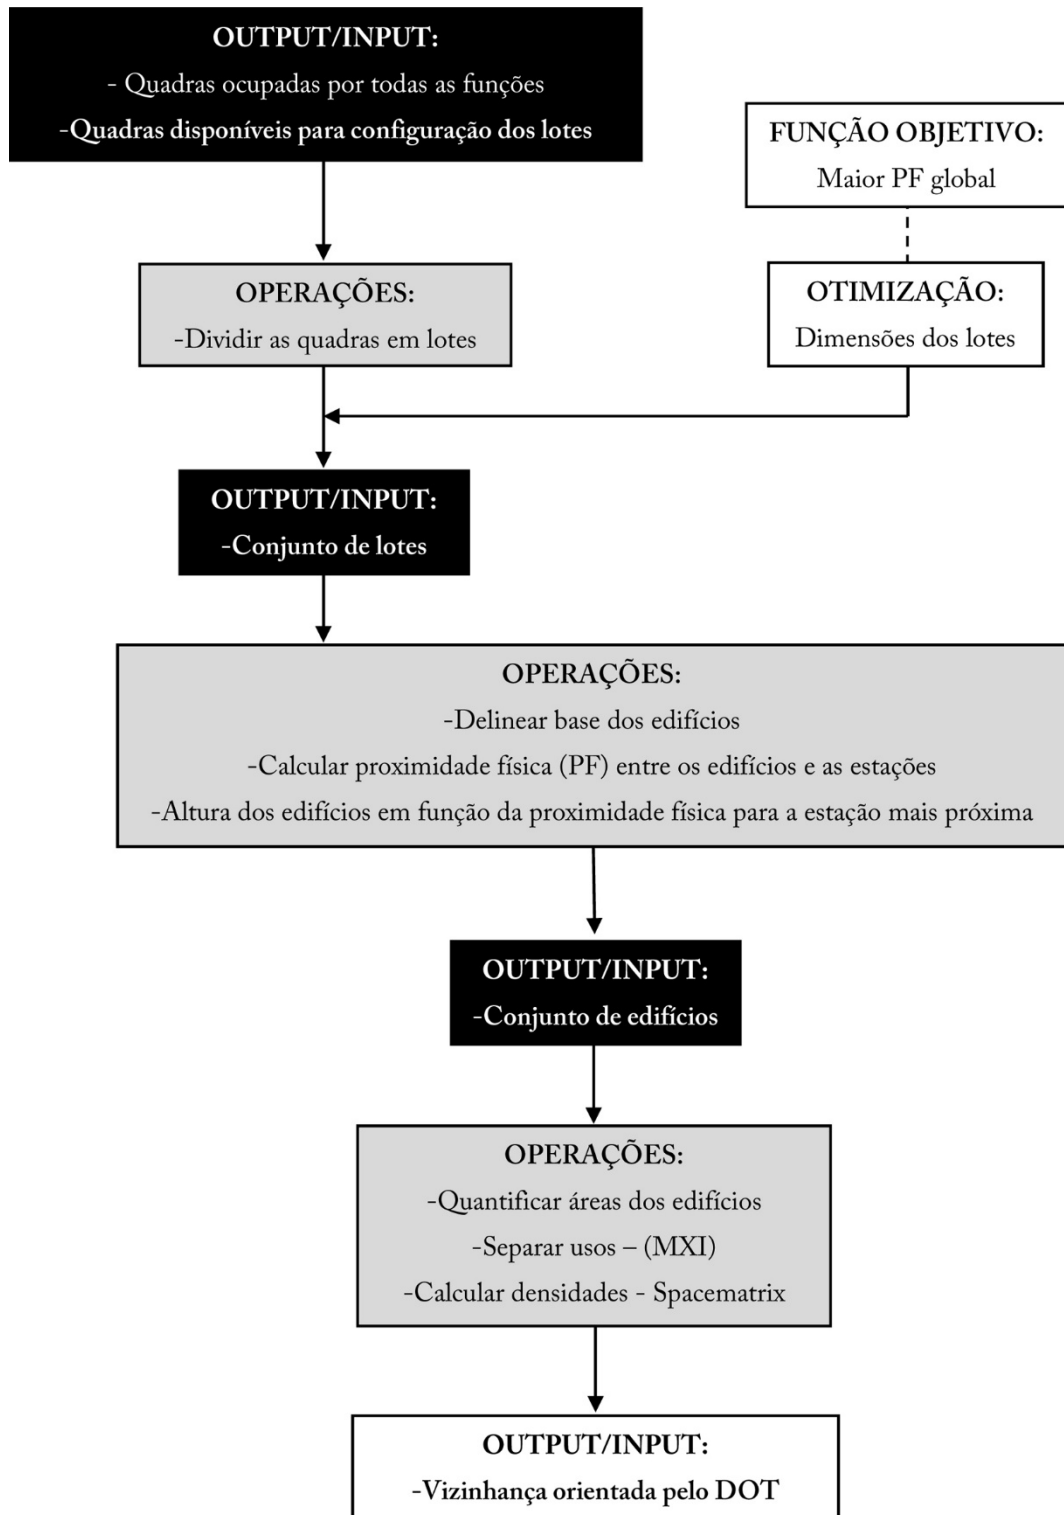 OUTPUT/INPUT:
- Quadras ocupadas por todas as funções
-Quadras disponíveis para configuração dos lotes
FUNÇÃO OBJETIVO:
Maior PF global
OPERAÇÕES:
-Dividir as quadras em lotes
OTIMIZAÇÃO:
Dimensões dos lotes
OUTPUT/INPUT:
-Conjunto de lotes
OPERAÇÕES:
-Delinear base dos edifícios
-Calcular proximidade física (PF) entre os edifícios e as estações
-Altura dos edifícios em função da proximidade física para a estação mais próxima
OUTPUT/INPUT:
-Conjunto de edifícios
OPERAÇÕES:
-Quantificar áreas dos edifícios
-Separar usos – (MXI)
-Calcular densidades - Spacematrix
OUTPUT/INPUT:
-Vizinhança orientada pelo DOT